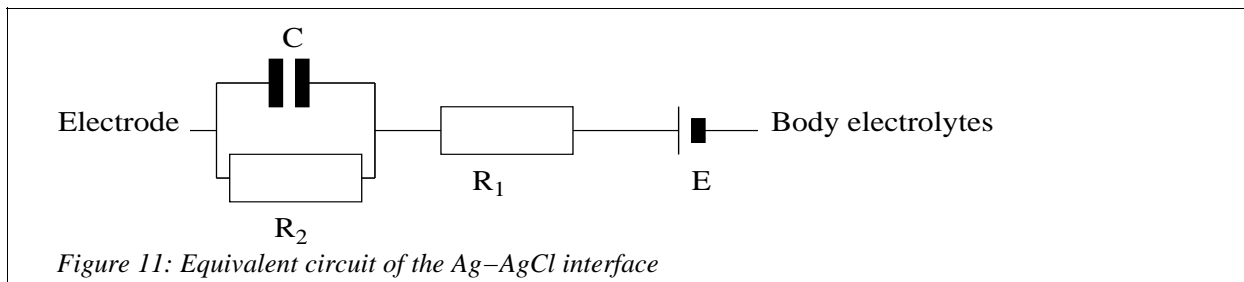 C
Electrode
Body electrolytes
R1
E
R2
Figure 11: Equivalent circuit of the Ag–AgCl interface